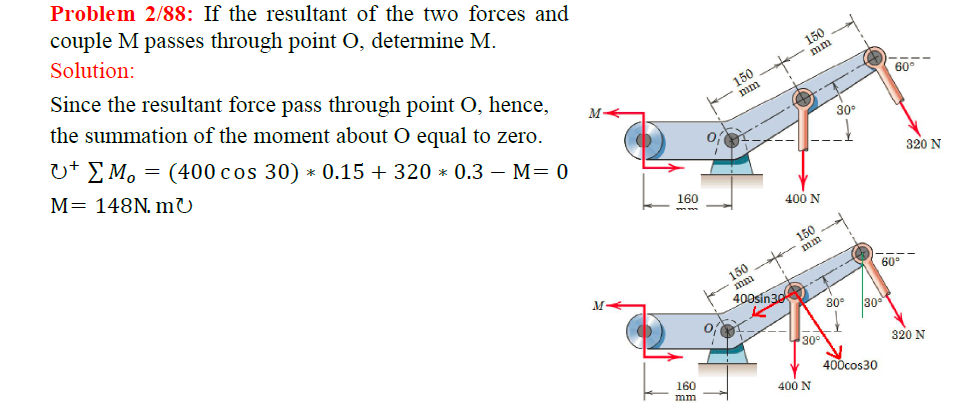 Problem 2/88: If the resultant of the two forces and
couple M passes through point O, determine M.
Solution:
Since the resultant force pass through point O, hence,
the summation of the moment about O equal to zero.
↻⁺ ∑ Mₒ = (400 cos 30) * 0.15 + 320 * 0.3 − M= 0
M= 148N. m↺
150
mm
150
mm
60°
M
30°
O
320 N
160
mm
400 N
150
mm
150
mm
60°
400sin30
M
30°
30°
O
30°
320 N
400cos30
160
mm
400 N